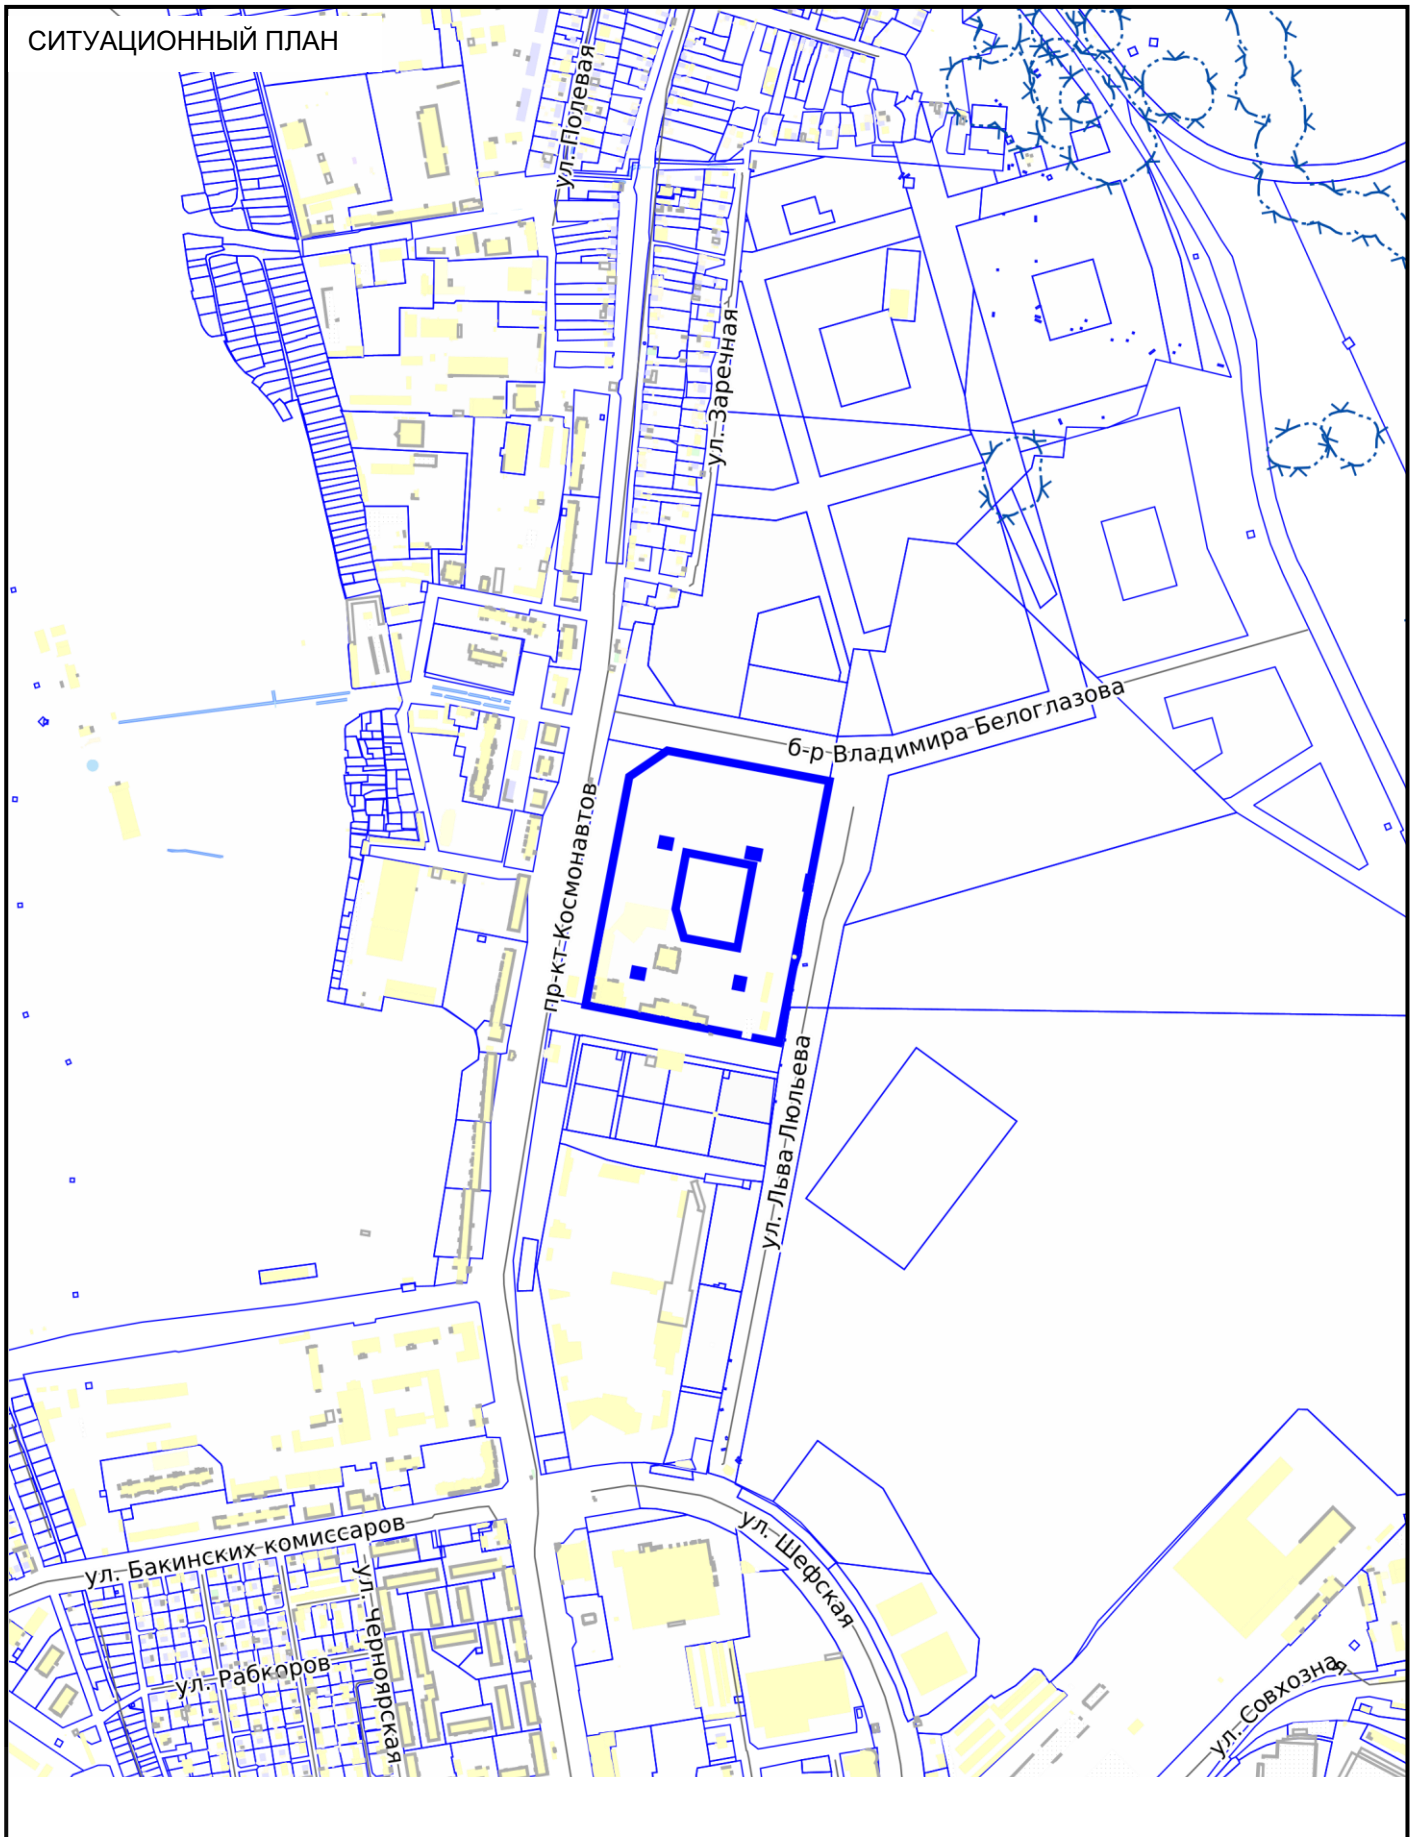 СИТУАЦИОННЫЙ ПЛАН
ул. Полевая
ул. Заречная
б-р Владимира Белоглазова
пр-кт Космонавтов
ул. Льва Люльева
ул. Шефская
ул. Бакинских комиссаров
ул. Черноярская
ул. Рабкоров
ул. Совхозная